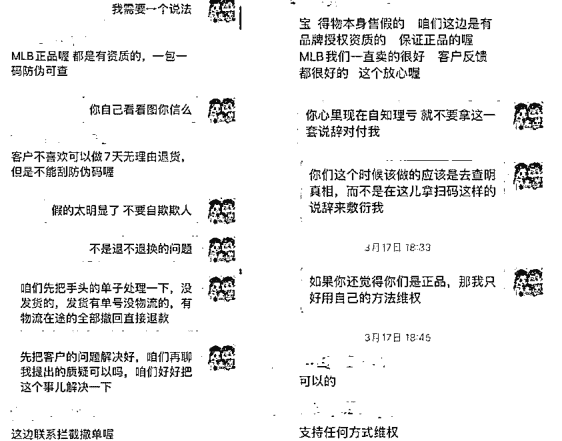 我需要一个说法
MLB正品喔 都是有资质的，一包一
码防伪可查
你自己看看图你信么
客户不喜欢可以做7天无理由退货，
但是不能刮防伪码喔
假的太明显了 不要自欺欺人
不是退不退换的问题
咱们先把手头的单子处理一下，没
发货的，发货有单号没物流的，有
物流在途的全部撤回直接退款
先把客户的问题解决好，咱们再聊
我提出的质疑可以吗，咱们好好把
这个事儿解决一下
这边联系拦截撤单喔
宝 得物本身售假的 咱们这边是有
品牌授权资质的 保证正品的喔
MLB我们一直卖的很好 客户反馈
都很好的 这个放心喔
你心里现在自知理亏 就不要拿这一
套说辞对付我
你们这个时候该做的应该是去查明
真相，而不是在这儿拿扫码这样的
说辞来敷衍我
3月17日 18:33
如果你还觉得你们是正品，那我只
好用自己的方法维权
3月17日 18:45
可以的
支持任何方式维权